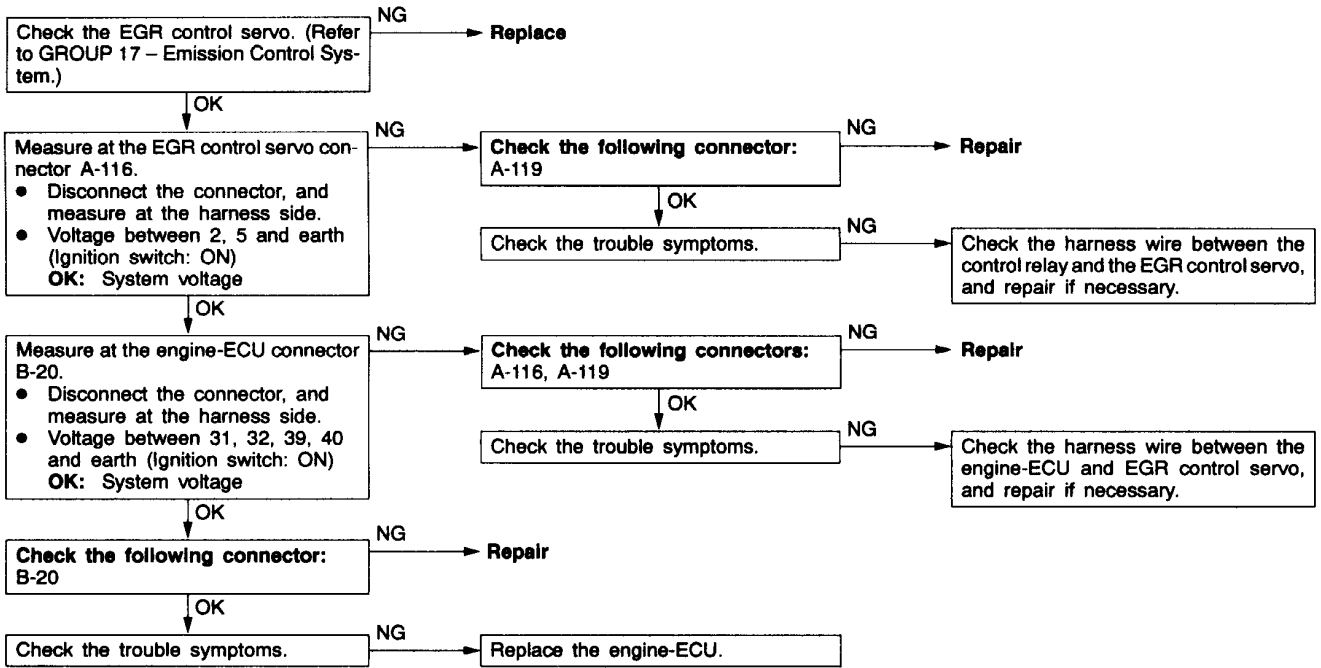 NG
Check the EGR control servo. (Refer
to GROUP 17 – Emission Control Sys-
tem.)
Replace
OK
NG
Measure at the EGR control servo con-
nector A-116.
● Disconnect the connector, and
measure at the harness side.
● Voltage between 2, 5 and earth
(Ignition switch: ON)
OK: System voltage
Check the following connector:
A-119
NG
Repair
OK
Check the trouble symptoms.
NG
Check the harness wire between the
control relay and the EGR control servo,
and repair if necessary.
OK
NG
Measure at the engine-ECU connector
B-20.
● Disconnect the connector, and
measure at the harness side.
● Voltage between 31, 32, 39, 40
and earth (Ignition switch: ON)
OK: System voltage
Check the following connectors:
A-116, A-119
NG
Repair
OK
Check the trouble symptoms.
NG
Check the harness wire between the
engine-ECU and EGR control servo,
and repair if necessary.
OK
NG
Check the following connector:
B-20
Repair
OK
Check the trouble symptoms.
NG
Replace the engine-ECU.